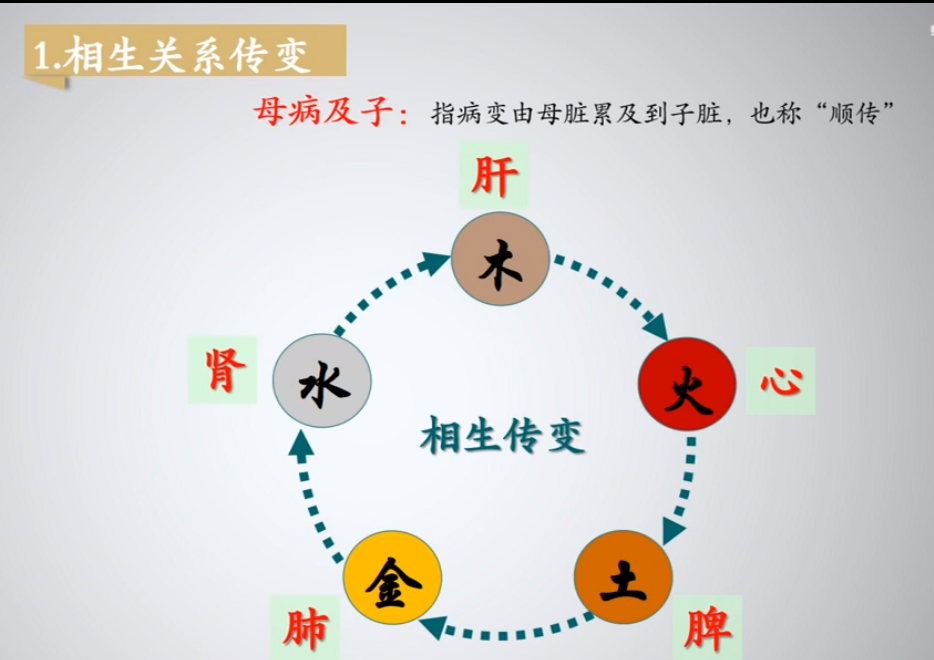 1.相生关系传变
母病及子：指病变由母脏累及到子脏，也称“顺传”
肝
木
肾
水
火
心
相生传变
金
土
肺
脾